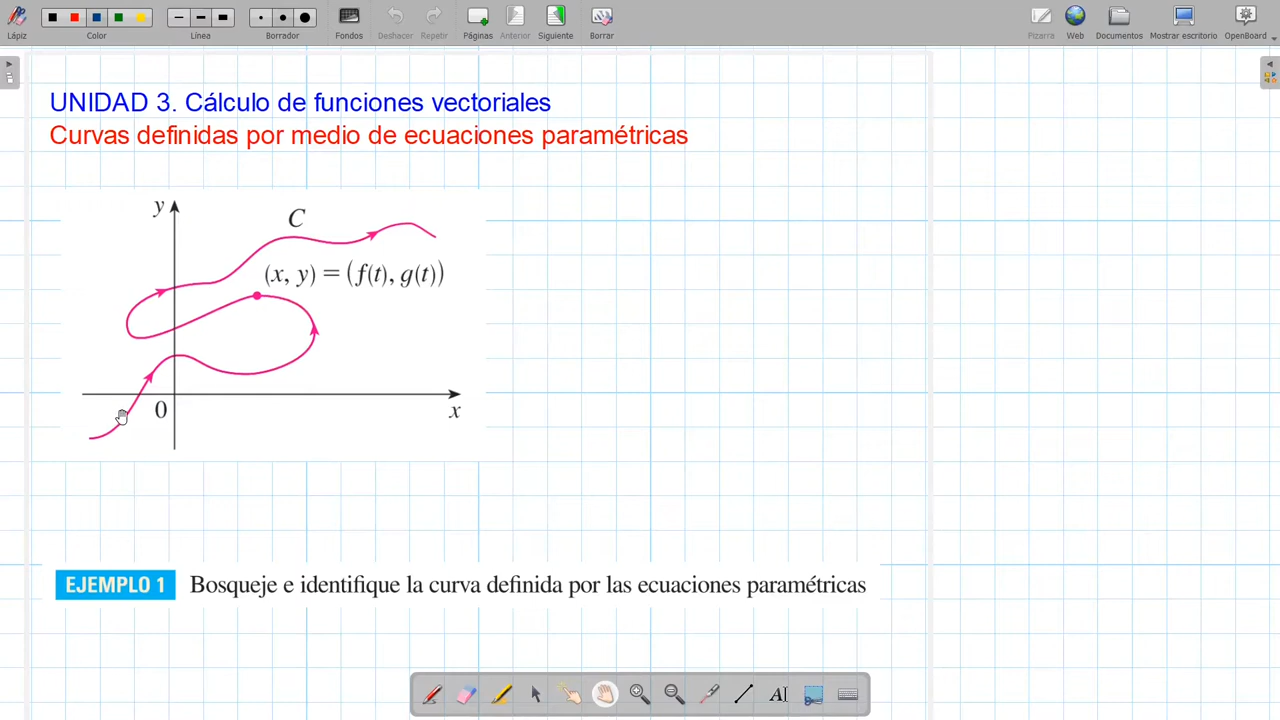 Lápiz Color Línea Borrador Fondos Deshacer Repetir Páginas Anterior Siguiente Borrar Pizarra Web Documentos Mostrar escritorio OpenBoard
UNIDAD 3. Cálculo de funciones vectoriales
Curvas definidas por medio de ecuaciones paramétricas
y
C
(x, y) = (f(t), g(t))
0
x
EJEMPLO 1 Bosqueje e identifique la curva definida por las ecuaciones paramétricas
AI